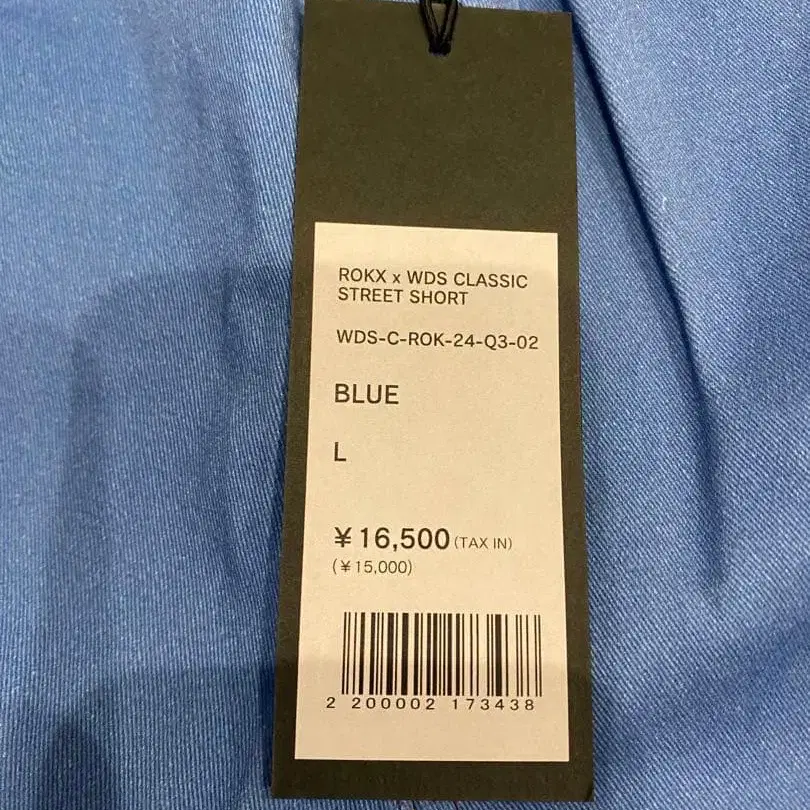 ROKX x WDS CLASSIC
STREET SHORT
WDS-C-ROK-24-Q3-02
BLUE
L
¥16,500(TAX IN)
(¥15,000)
2 200002 173438